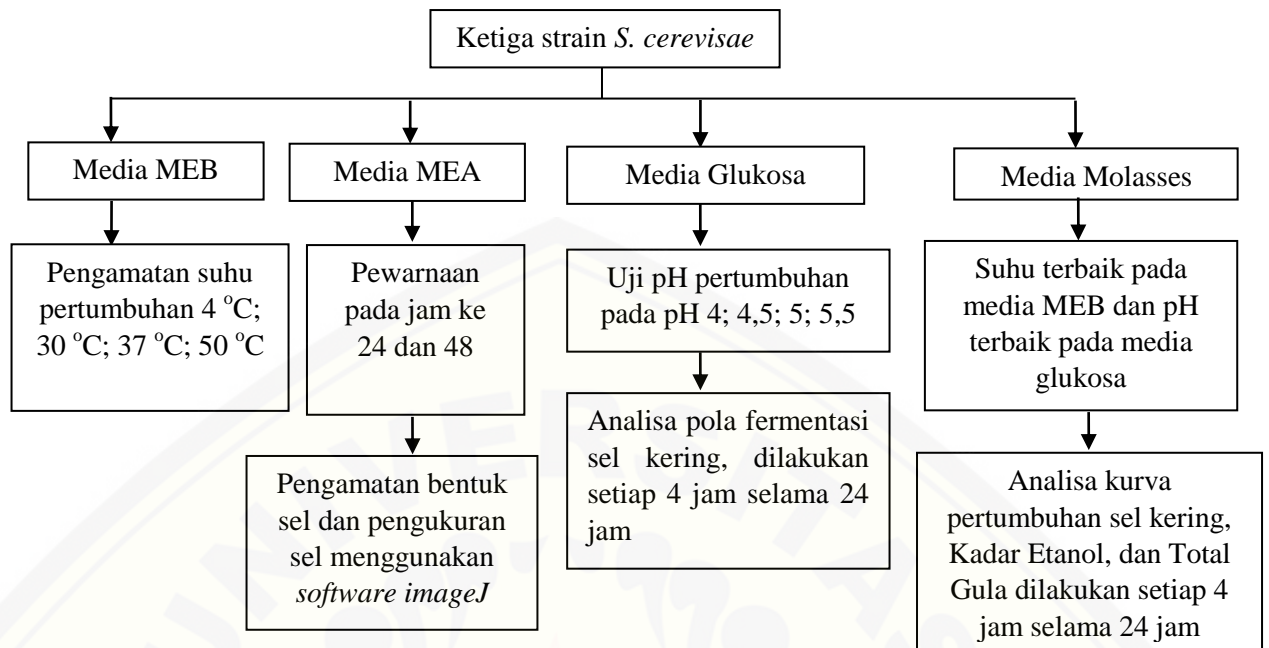 Ketiga strain S. cerevisae
Media MEB
Media MEA
Media Glukosa
Media Molasses
Pengamatan suhu
pertumbuhan 4 °C;
30 °C; 37 °C; 50 °C
Pewarnaan
pada jam ke
24 dan 48
Uji pH pertumbuhan
pada pH 4; 4,5; 5; 5,5
Suhu terbaik pada
media MEB dan pH
terbaik pada media
glukosa
Pengamatan bentuk
sel dan pengukuran
sel menggunakan
software imageJ
Analisa pola fermentasi
sel kering, dilakukan
setiap 4 jam selama 24
jam
Analisa kurva
pertumbuhan sel kering,
Kadar Etanol, dan Total
Gula dilakukan setiap 4
jam selama 24 jam